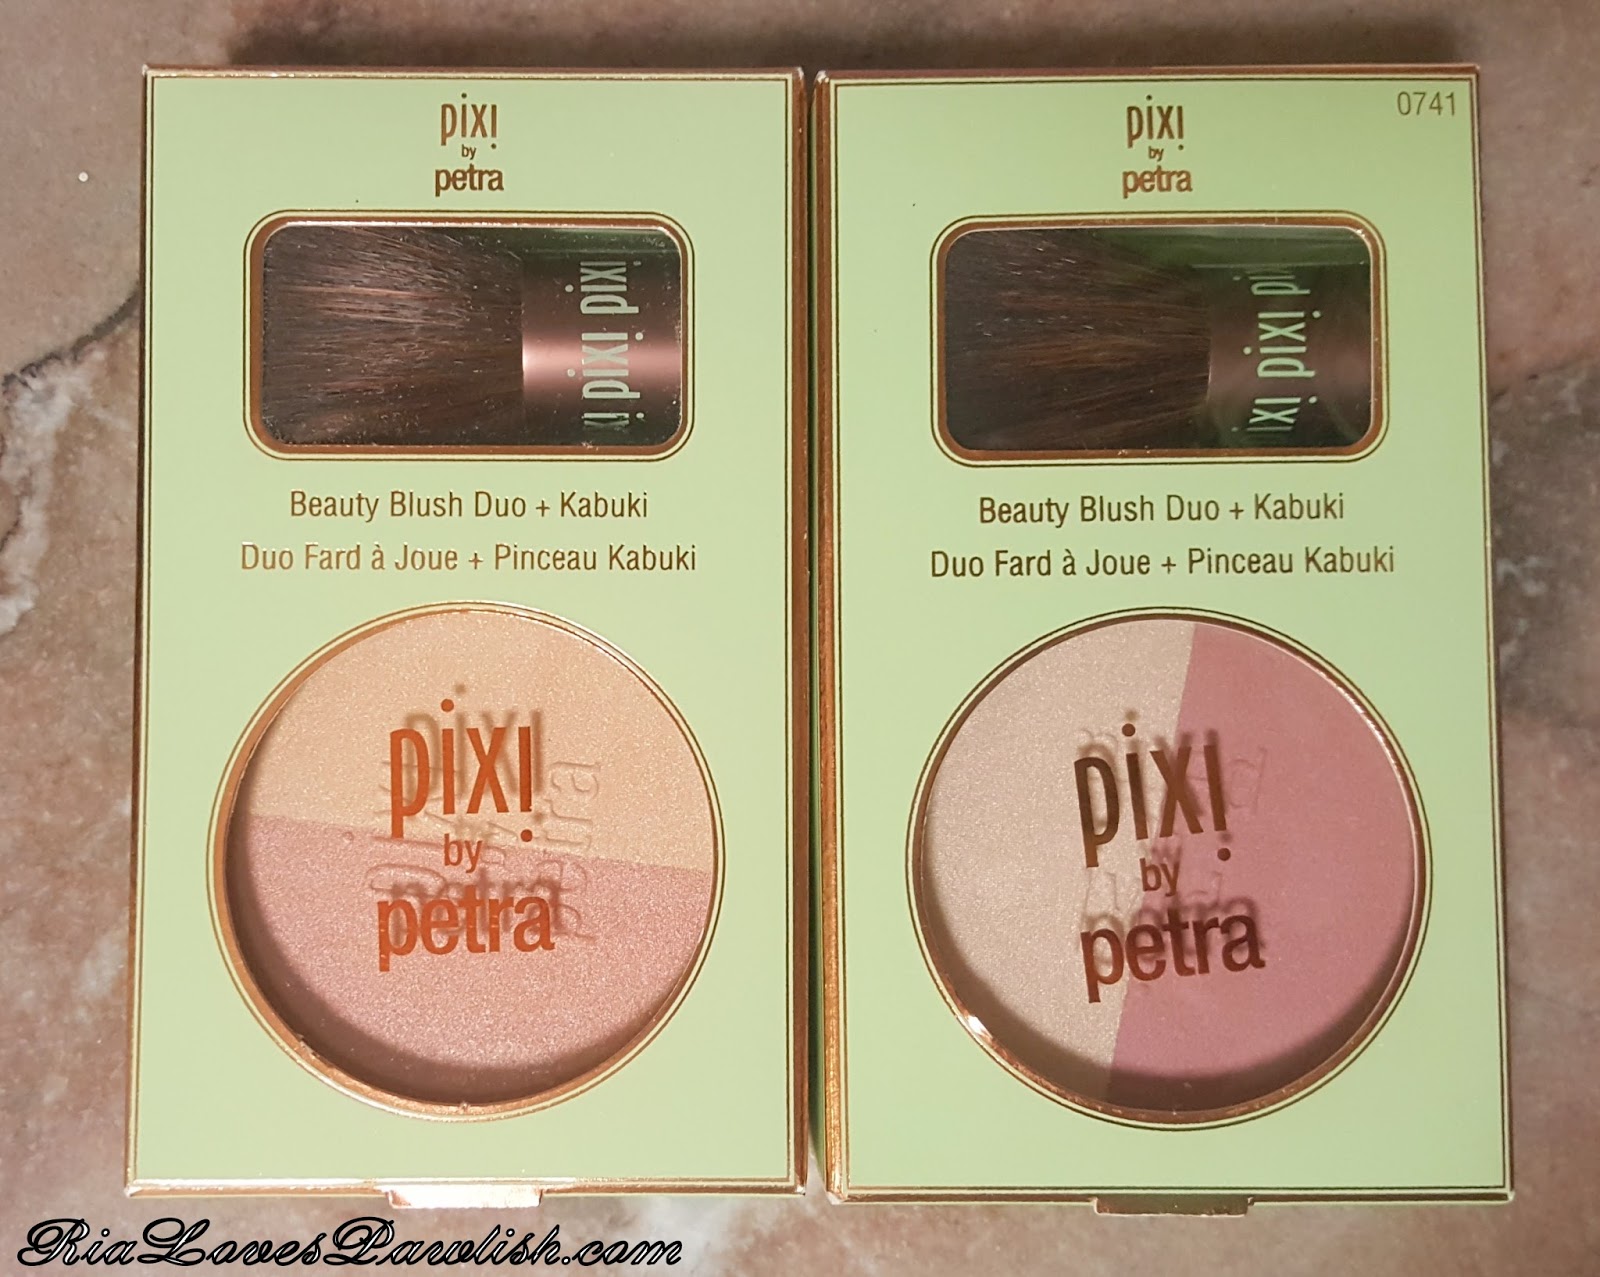 pixi
by
petra
pixi pixi
Beauty Blush Duo + Kabuki
Duo Fard à Joue + Pinceau Kabuki
pixi
by
petra
0741
pixi
by
petra
pixi pixi
Beauty Blush Duo + Kabuki
Duo Fard à Joue + Pinceau Kabuki
pixi
by
petra
RiaLovesPawlish.com